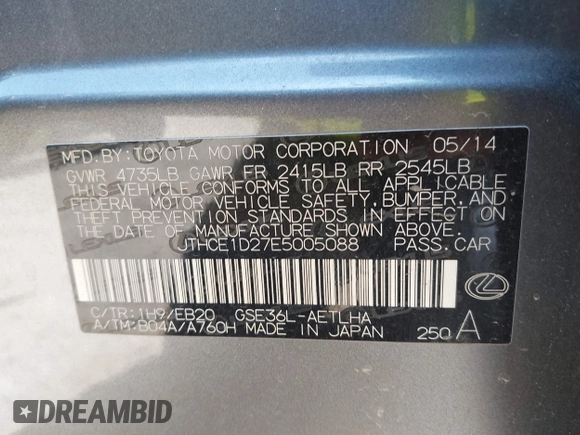 MFD.BY:TOYOTA MOTOR CORPORATION 05/14
GVWR 4735LB GAWR FR 2415LB RR 2545LB
THIS VEHICLE CONFORMS TO ALL APPLICABLE
FEDERAL MOTOR VEHICLE SAFETY,BUMPER,AND
THEFT PREVENTION STANDARDS IN EFFECT ON
THE DATE OF MANUFACTURE SHOWN ABOVE.
JTHCE1D27E5005088 PASS.CAR
C/TR:1H9/EB20 GSE36L-AETLHA
A/TM:B04A/A760H MADE IN JAPAN 250 A
DREAMBID